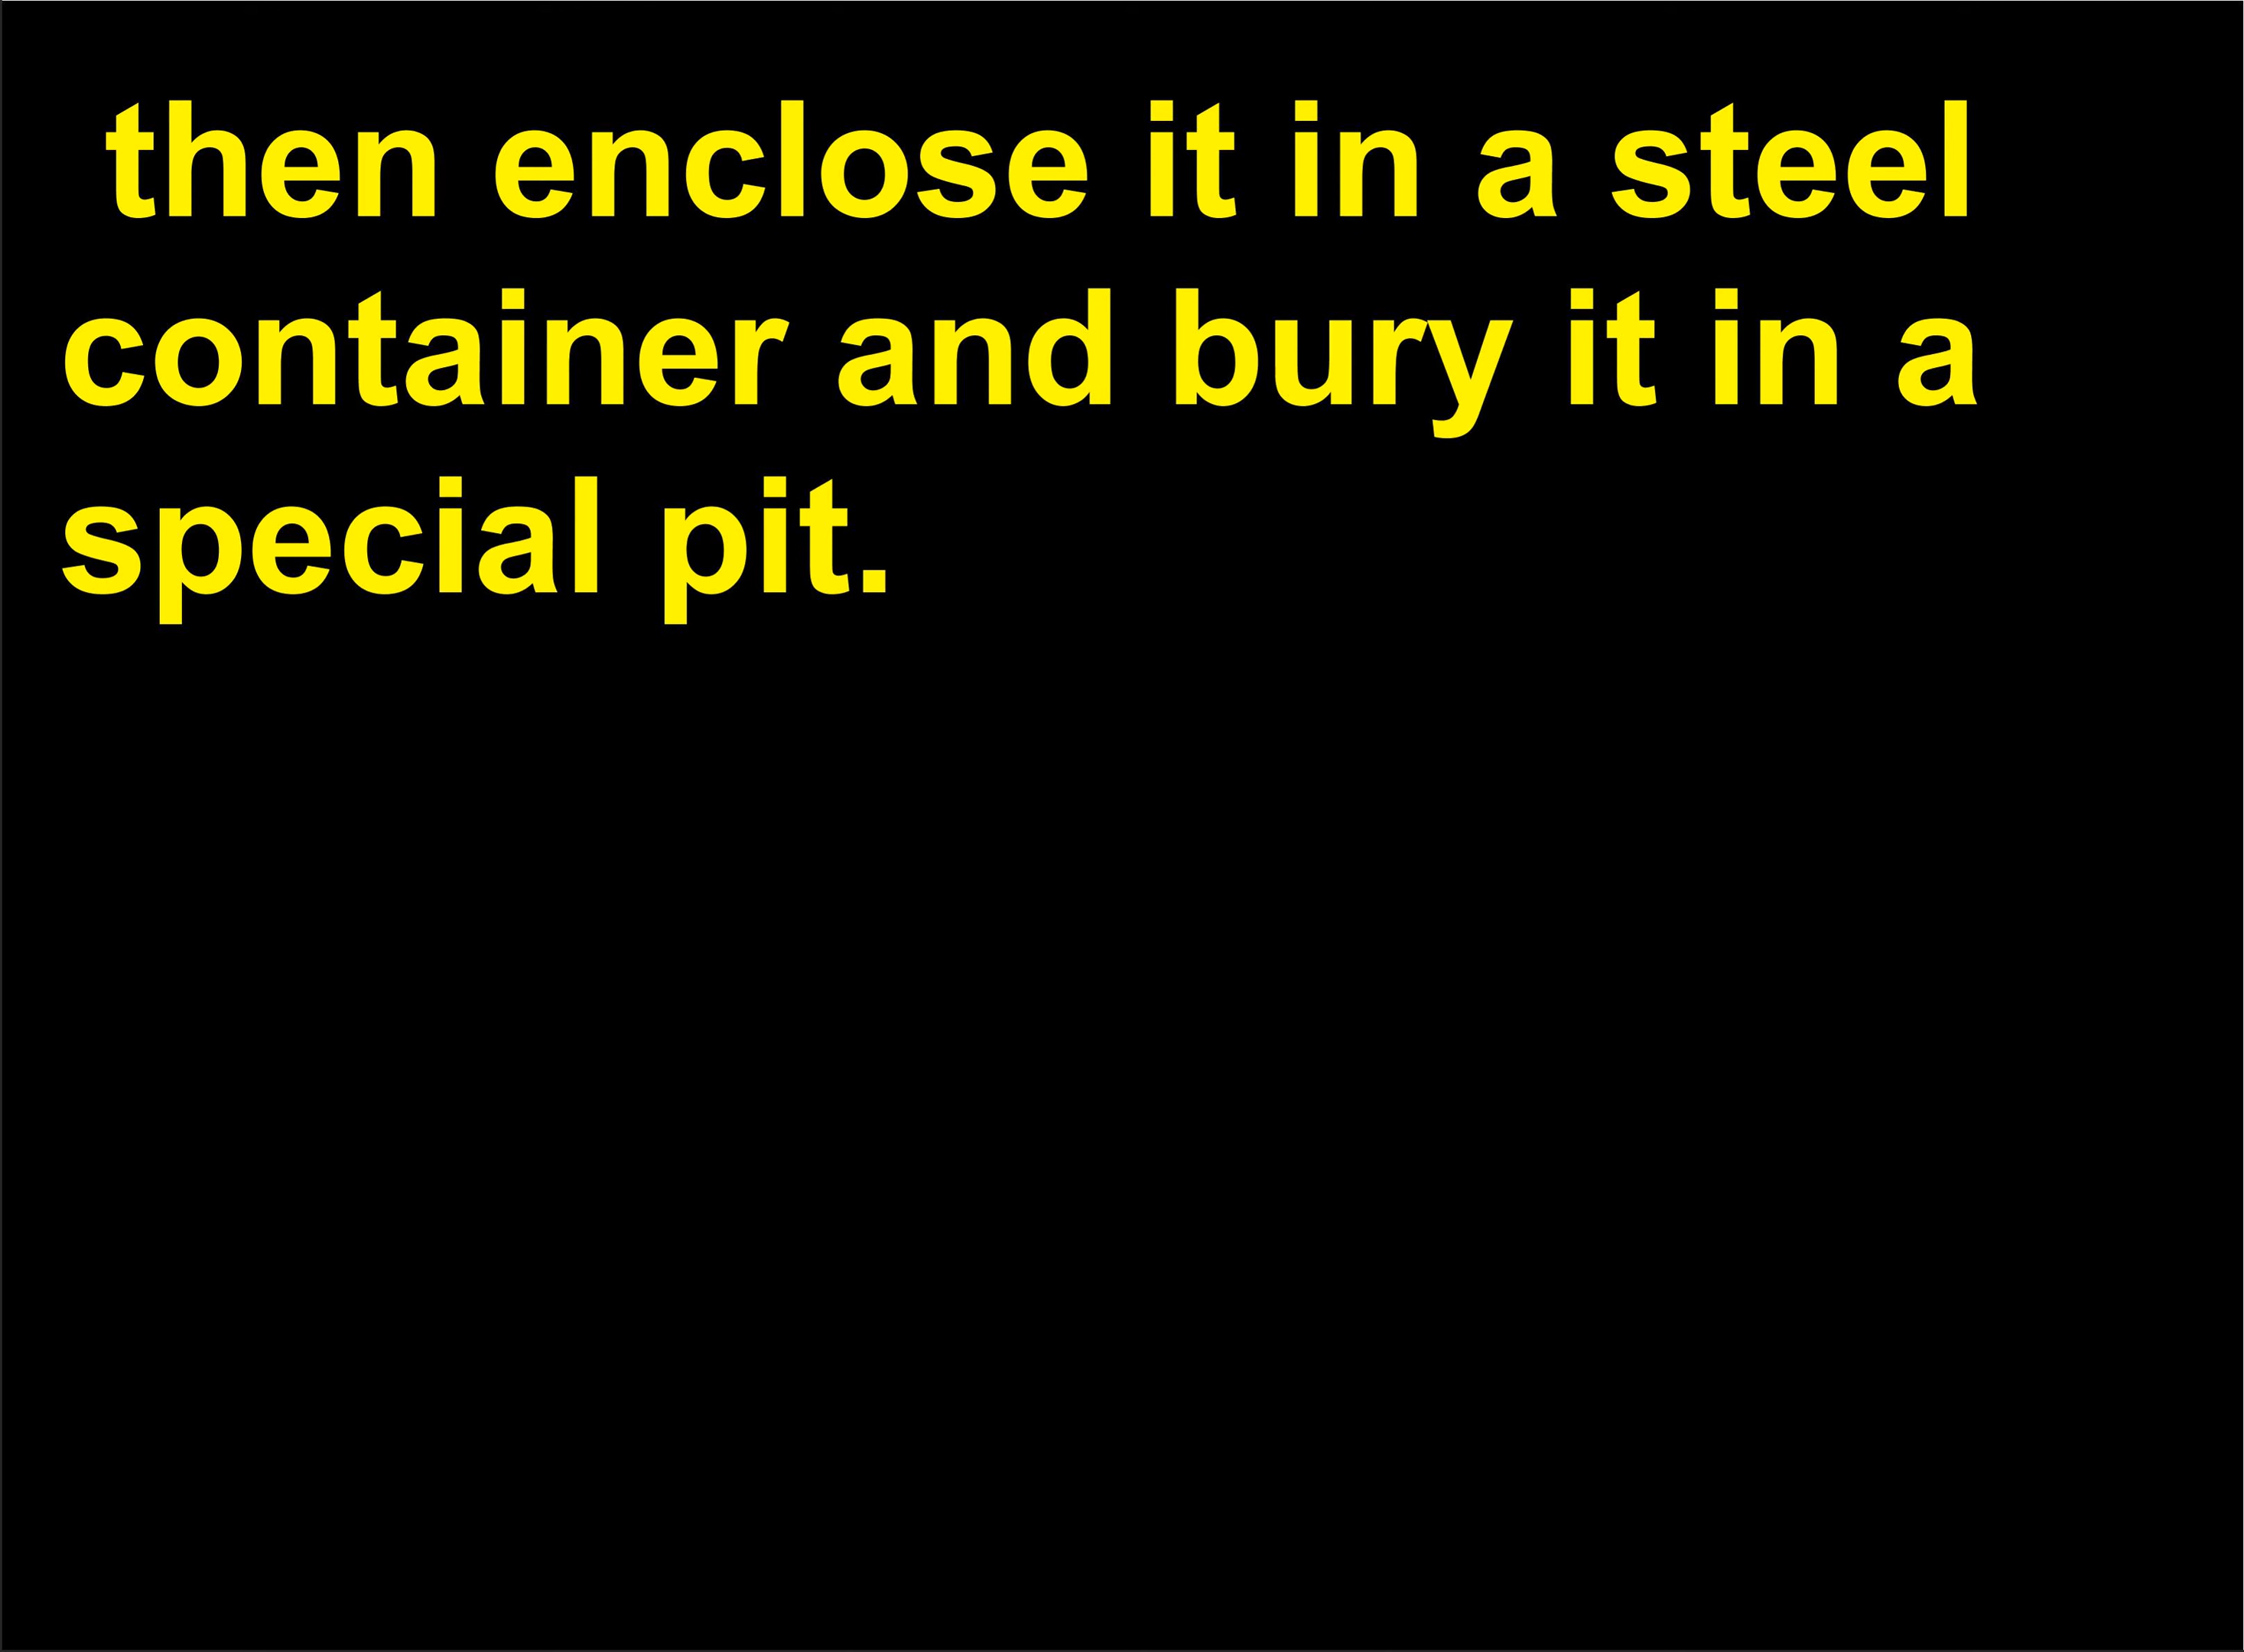 then enclose it in a steel
container and bury it in a
special pit.